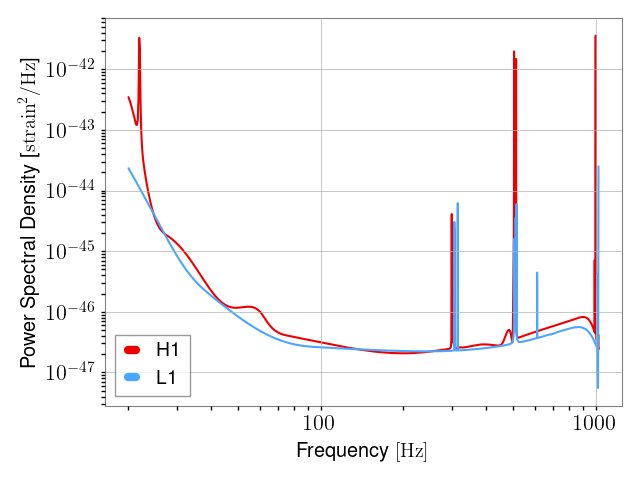 Power Spectral Density [strain²/Hz]
10⁻⁴²
10⁻⁴³
10⁻⁴⁴
10⁻⁴⁵
10⁻⁴⁶
10⁻⁴⁷
H1
L1
100
1000
Frequency [Hz]